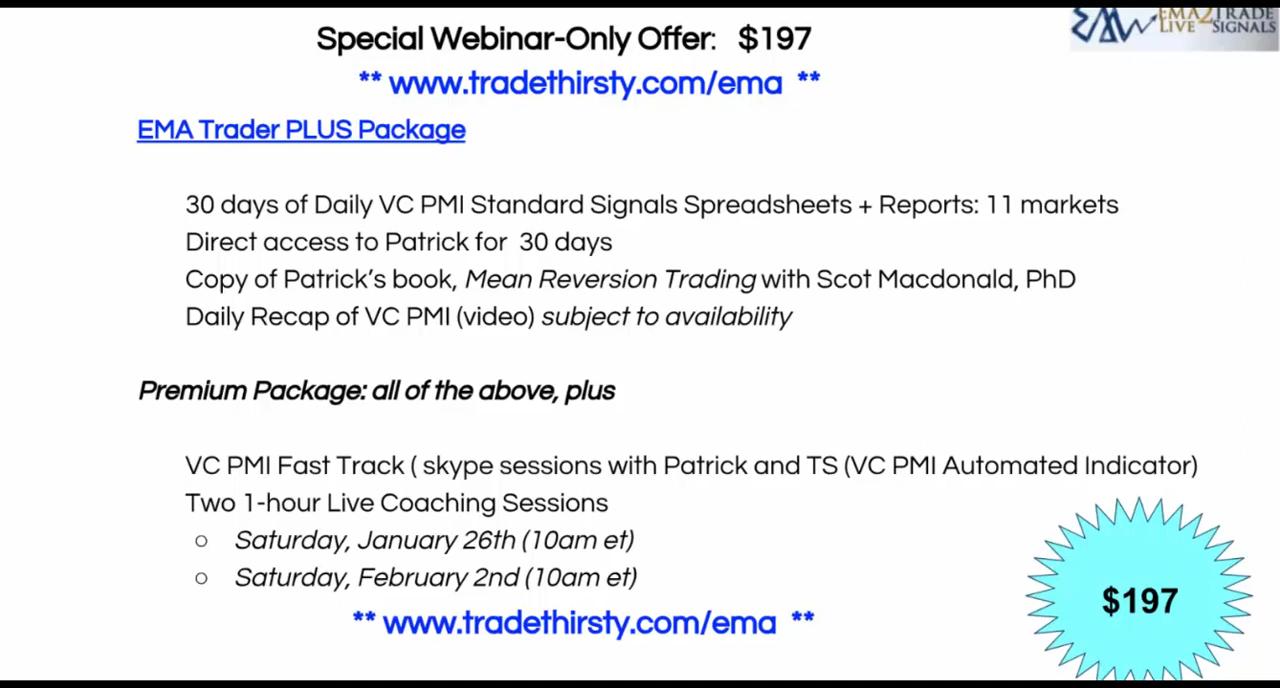 EMA2TRADE
LIVE SIGNALS
Special Webinar-Only Offer: $197
** www.tradethirsty.com/ema **
EMA Trader PLUS Package
30 days of Daily VC PMI Standard Signals Spreadsheets + Reports: 11 markets
Direct access to Patrick for 30 days
Copy of Patrick's book, Mean Reversion Trading with Scot Macdonald, PhD
Daily Recap of VC PMI (video) subject to availability
Premium Package: all of the above, plus
VC PMI Fast Track ( skype sessions with Patrick and TS (VC PMI Automated Indicator)
Two 1-hour Live Coaching Sessions
○ Saturday, January 26th (10am et)
○ Saturday, February 2nd (10am et)
$197
** www.tradethirsty.com/ema **